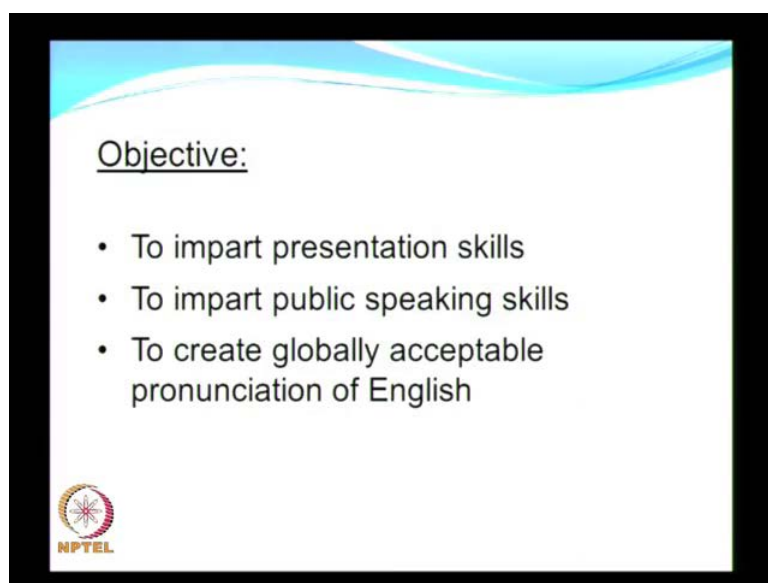 Objective:
• To impart presentation skills
• To impart public speaking skills
• To create globally acceptable
pronunciation of English
NPTEL